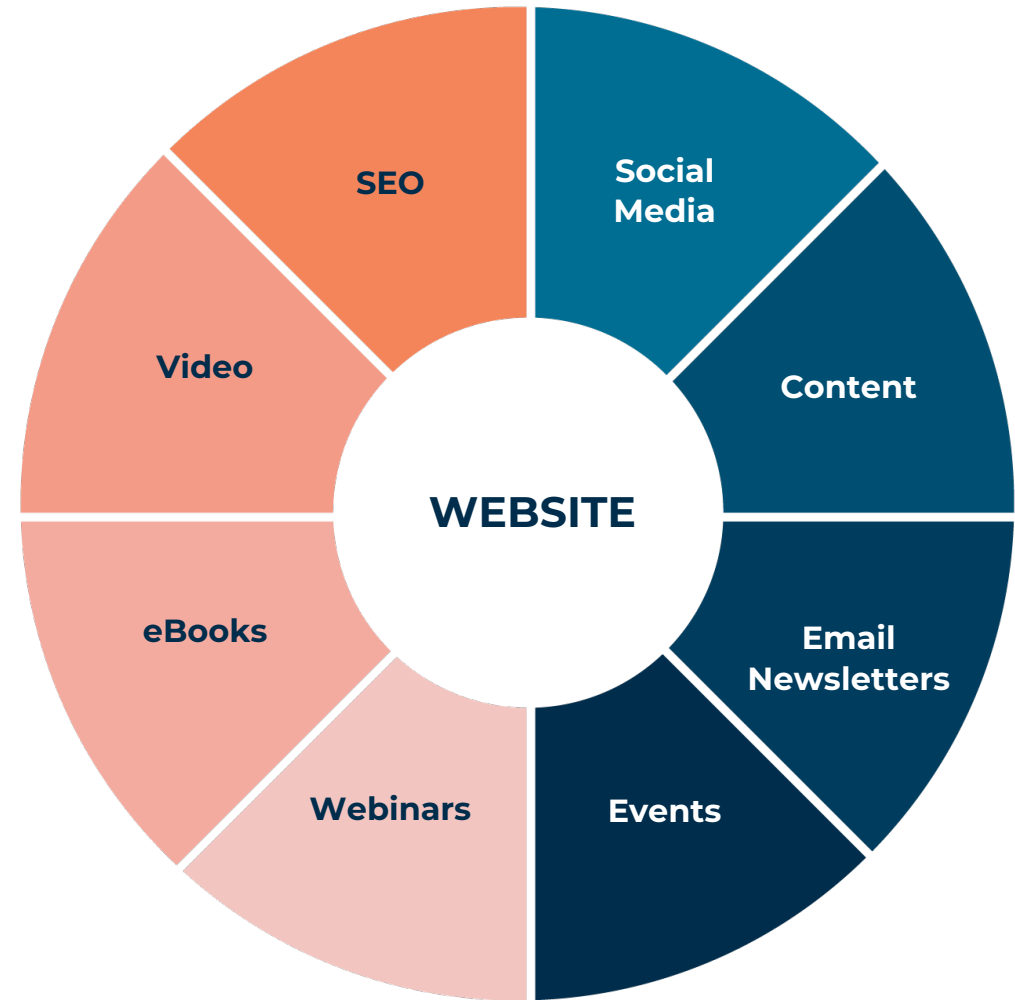 SEO
Social
Media
Video
Content
WEBSITE
eBooks
Email
Newsletters
Webinars
Events